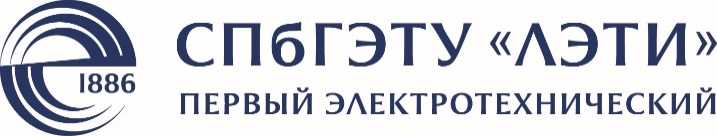 1886
СПбГЭТУ «ЛЭТИ»
ПЕРВЫЙ ЭЛЕКТРОТЕХНИЧЕСКИЙ